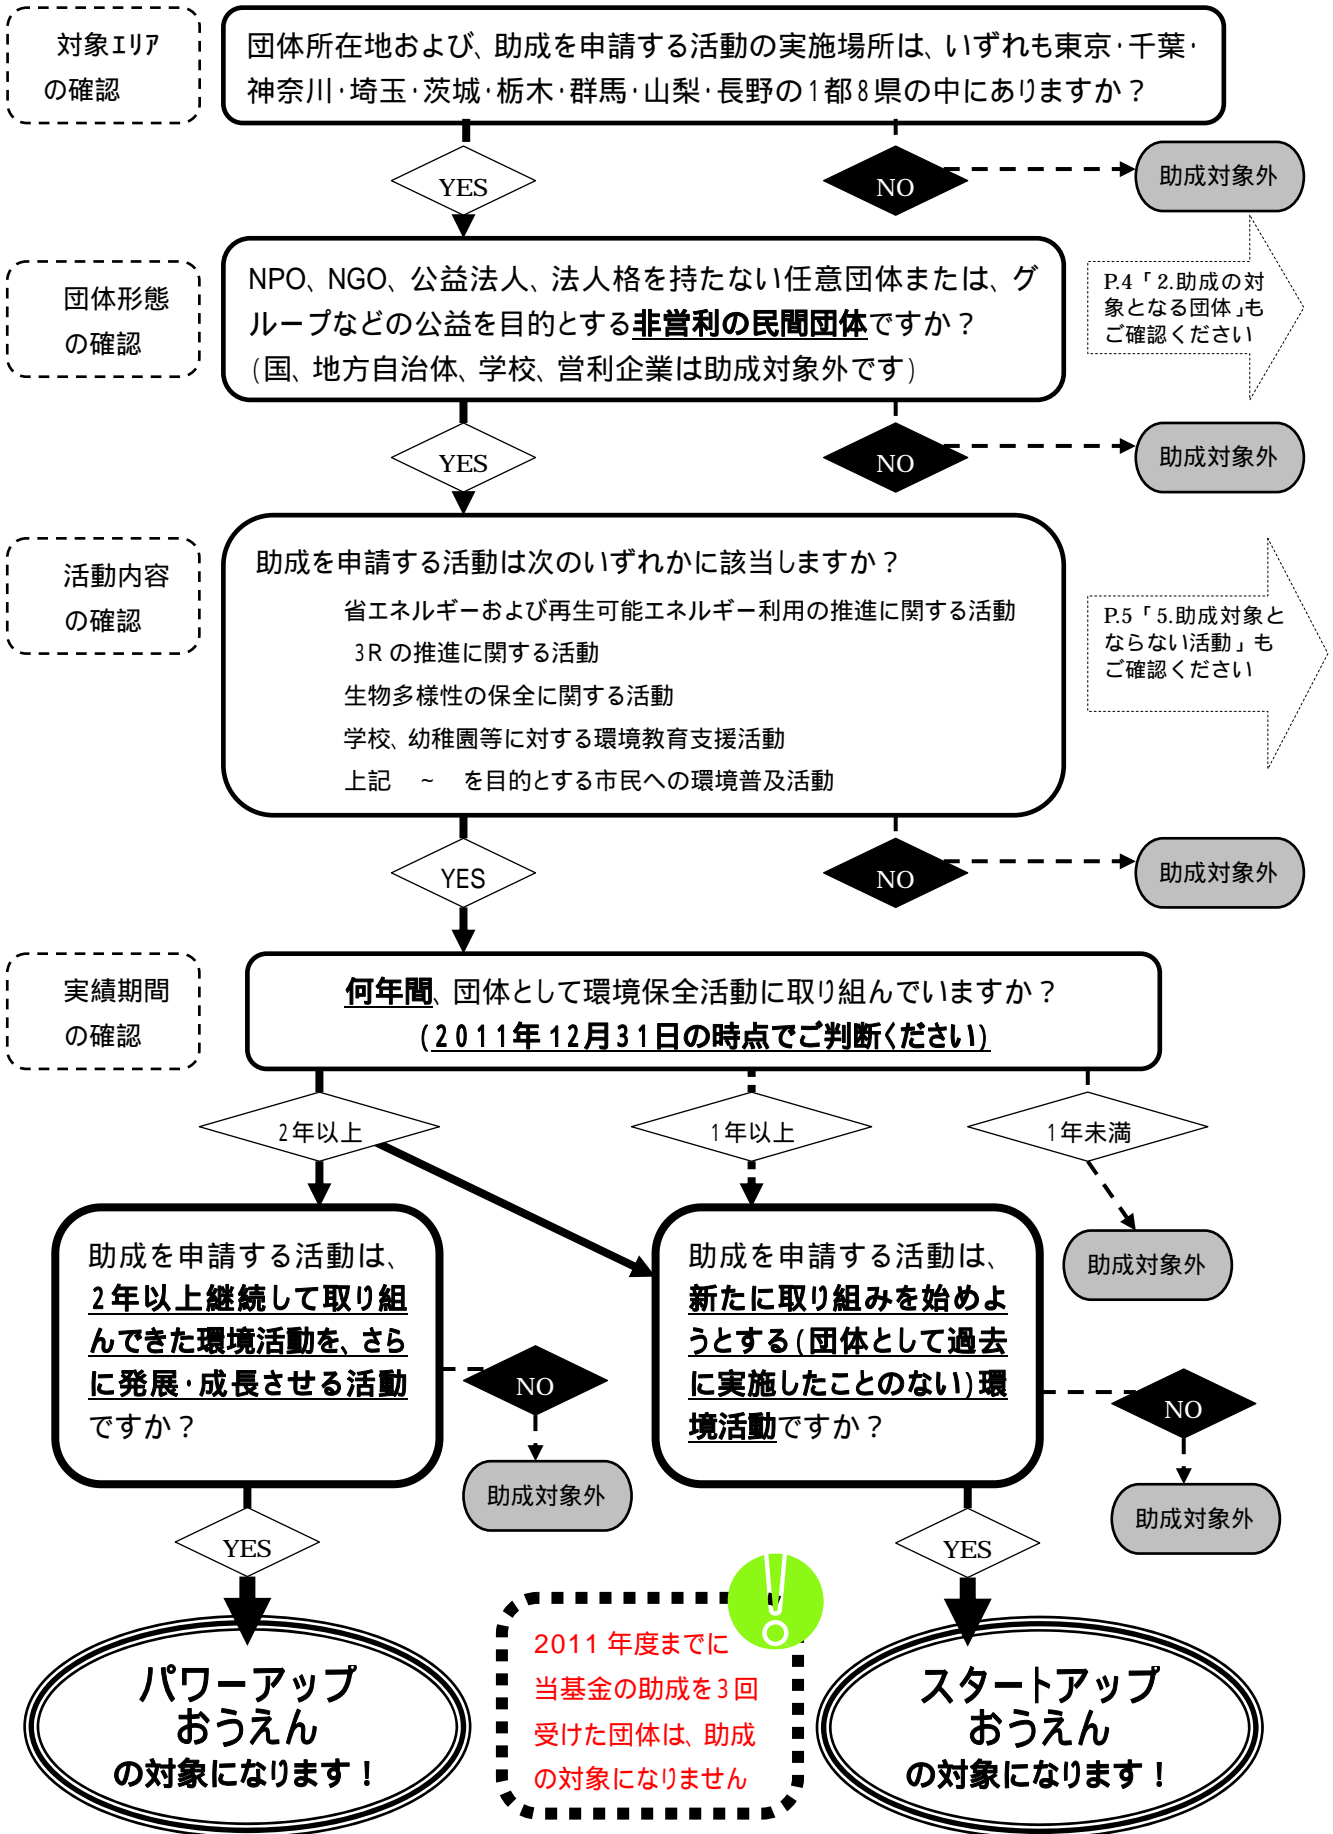 対象エリア
の確認
団体所在地および、助成を申請する活動の実施場所は、いずれも東京・千葉・
神奈川・埼玉・茨城・栃木・群馬・山梨・長野の1都8県の中にありますか？
YES
NO
助成対象外
団体形態
の確認
NPO、NGO、公益法人、法人格を持たない任意団体または、グ
ループなどの公益を目的とする非営利の民間団体ですか？
(国、地方自治体、学校、営利企業は助成対象外です)
P.4「2.助成の対
象となる団体」も
ご確認ください
YES
NO
助成対象外
活動内容
の確認
助成を申請する活動は次のいずれかに該当しますか？
省エネルギーおよび再生可能エネルギー利用の推進に関する活動
3Rの推進に関する活動
生物多様性の保全に関する活動
学校、幼稚園等に対する環境教育支援活動
上記 ~ を目的とする市民への環境普及活動
P.5「5.助成対象と
ならない活動」も
ご確認ください
YES
NO
助成対象外
実績期間
の確認
何年間、団体として環境保全活動に取り組んでいますか？
(2011年12月31日の時点でご判断ください)
2年以上
1年以上
1年未満
助成対象外
助成を申請する活動は、
2年以上継続して取り組
んできた環境活動を、さら
に発展・成長させる活動
ですか？
NO
助成対象外
助成を申請する活動は、
新たに取り組みを始めよ
うとする(団体として過去
に実施したことのない)環
境活動ですか？
NO
助成対象外
YES
YES
パワーアップ
おうえん
の対象になります！
2011年度までに
当基金の助成を3回
受けた団体は、助成
の対象になりません
スタートアップ
おうえん
の対象になります！